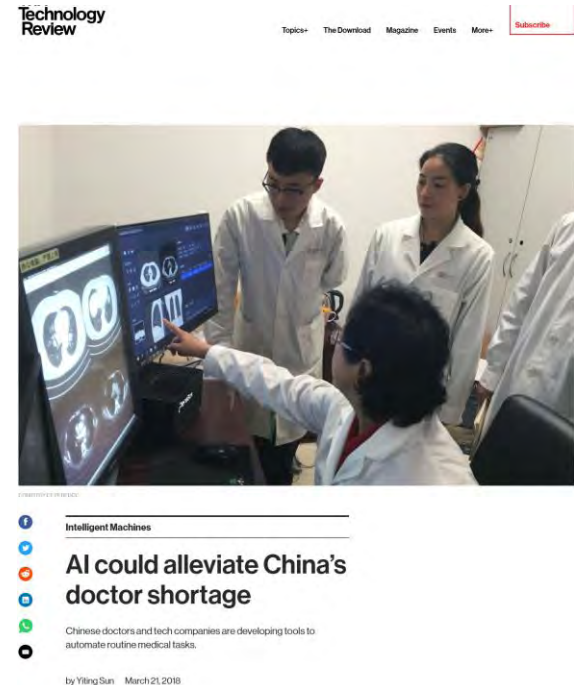 Technology
Review
Topics+ The Download Magazine Events More+ Subscribe
Intelligent Machines
AI could alleviate China's
doctor shortage
Chinese doctors and tech companies are developing tools to
automate routine medical tasks.
by Yiting Sun March 21, 2018